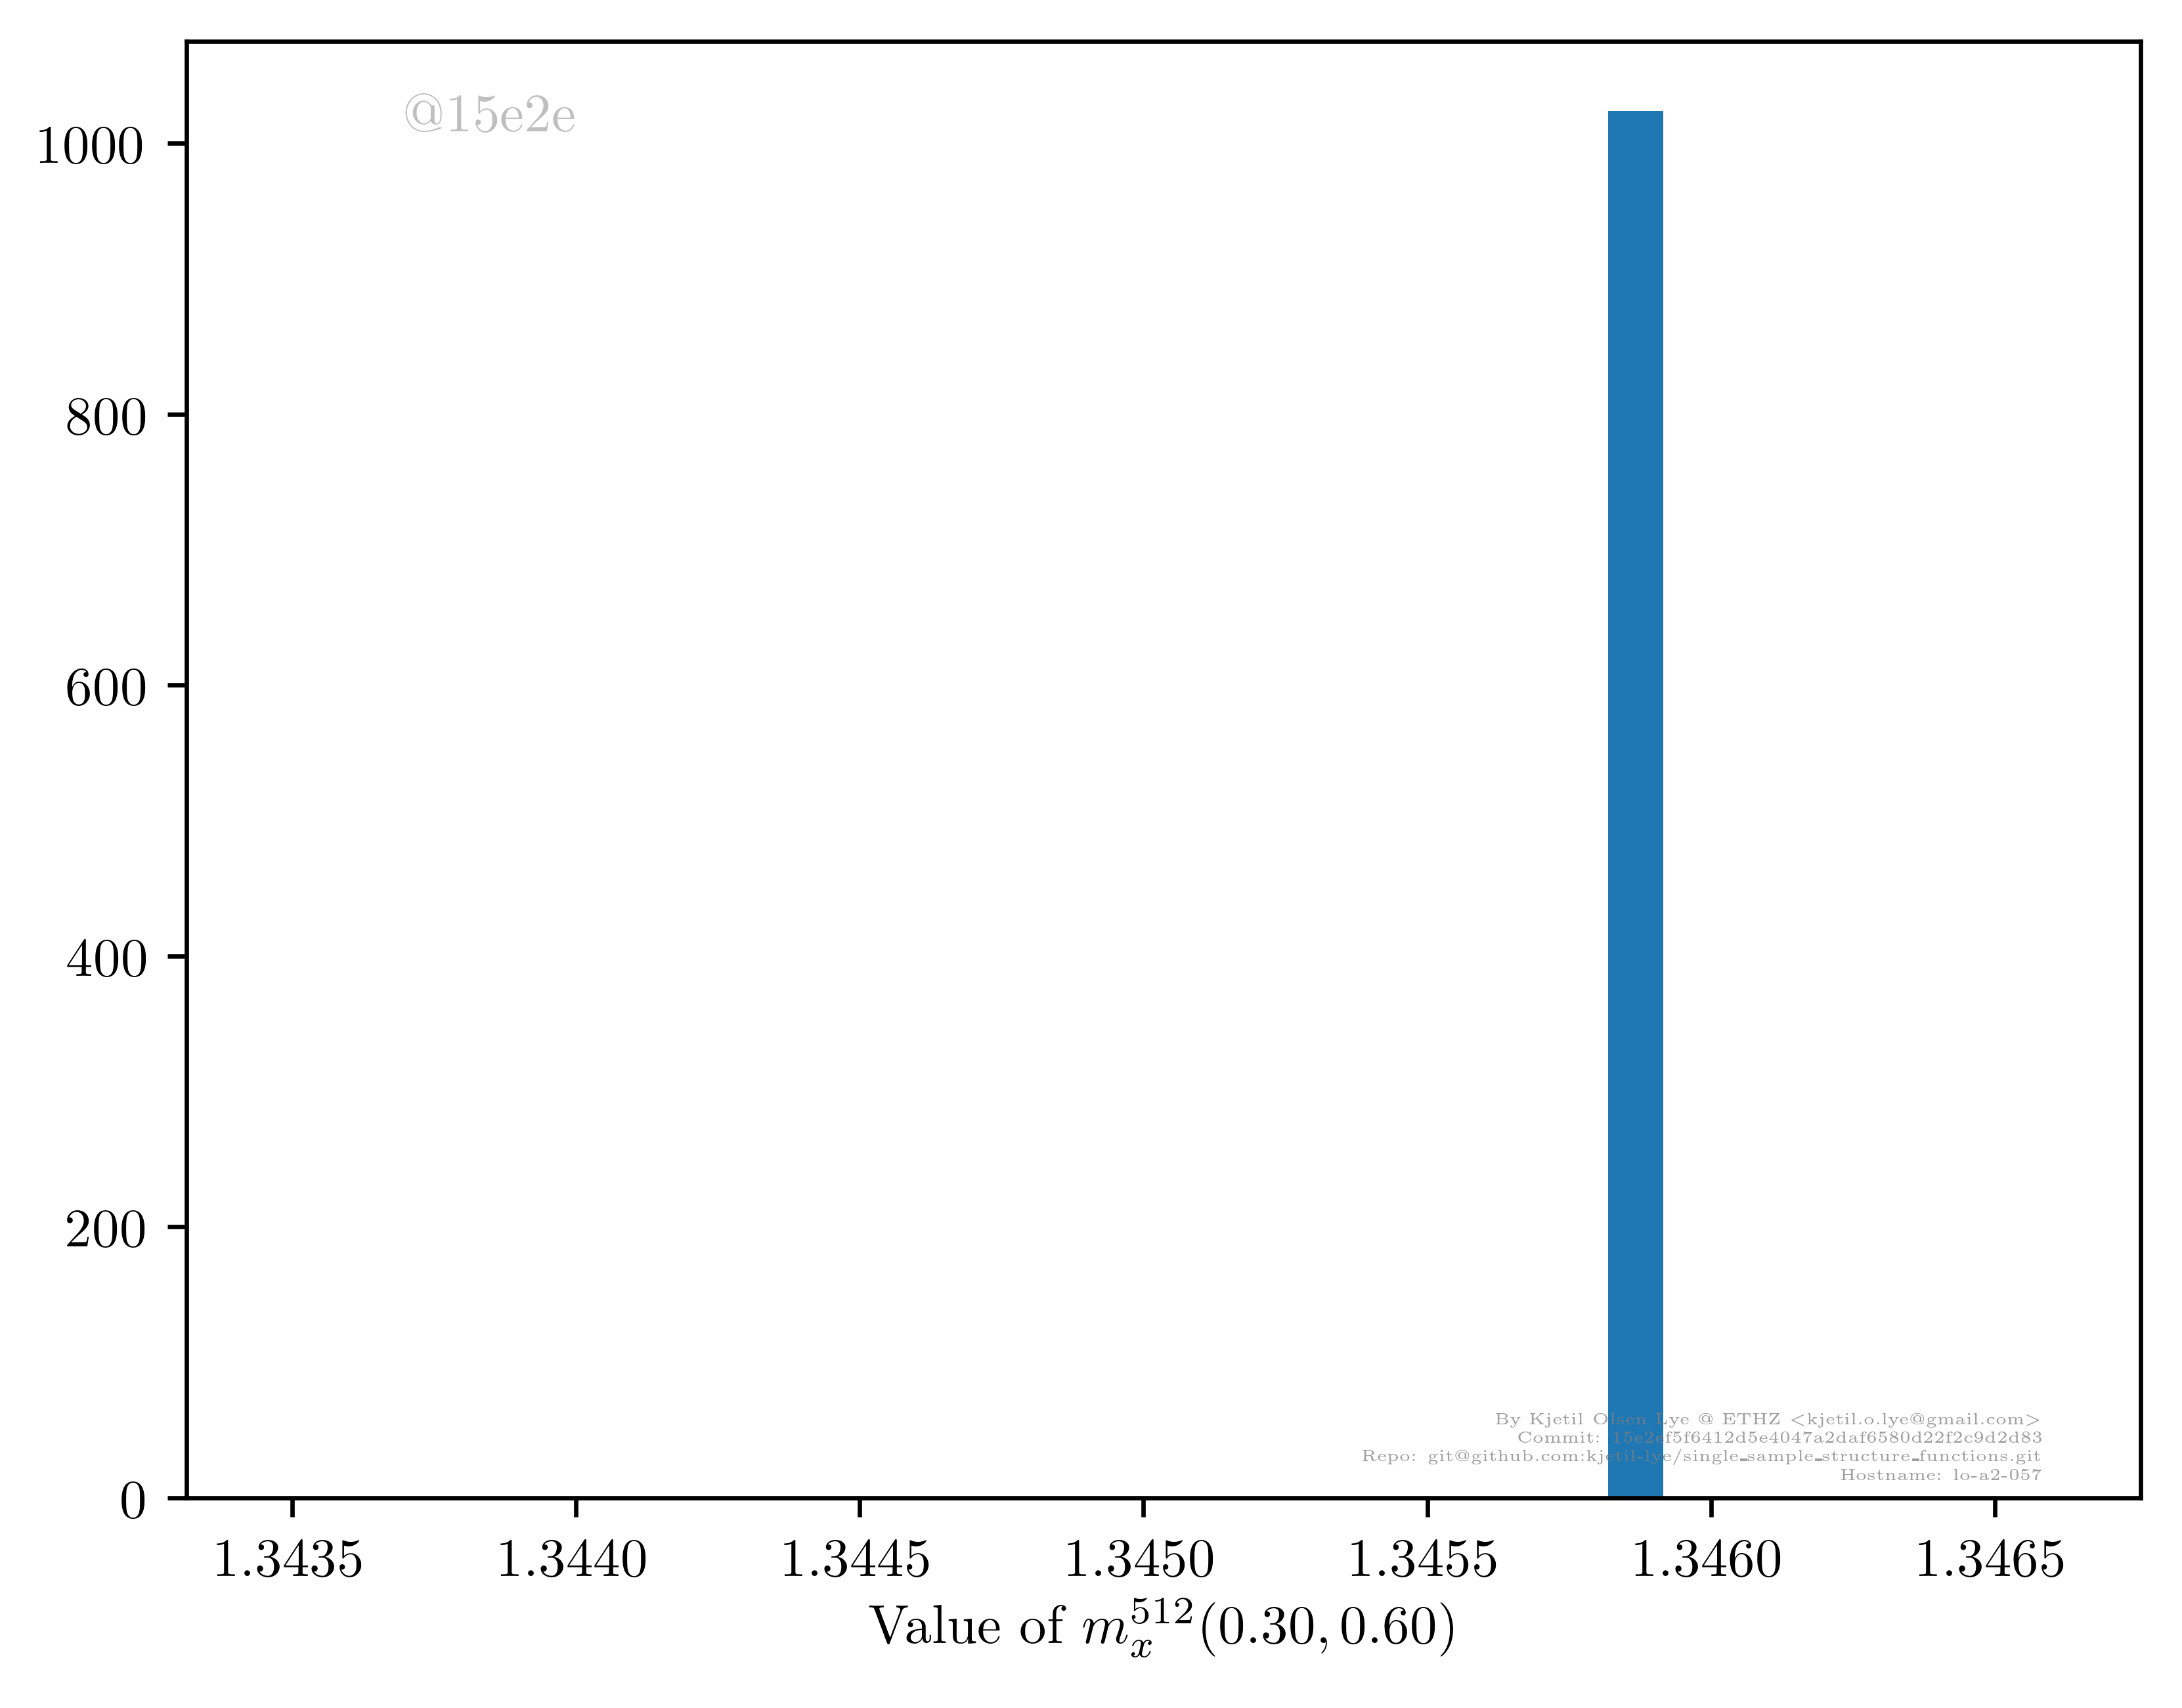 @15e2e
1000
800
600
400
200
0
By Kjetil Olsen Lye @ ETHZ <kjetil.o.lye@gmail.com>
Commit: 15e2ef5f6412d5e4047a2daf6580d22f2c9d2d83
Repo: git@github.com:kjetil-lye/single_sample_structure_functions.git
Hostname: lo-a2-057
1.3435 1.3440 1.3445 1.3450 1.3455 1.3460 1.3465
Value of $m_x^{512}(0.30, 0.60)$